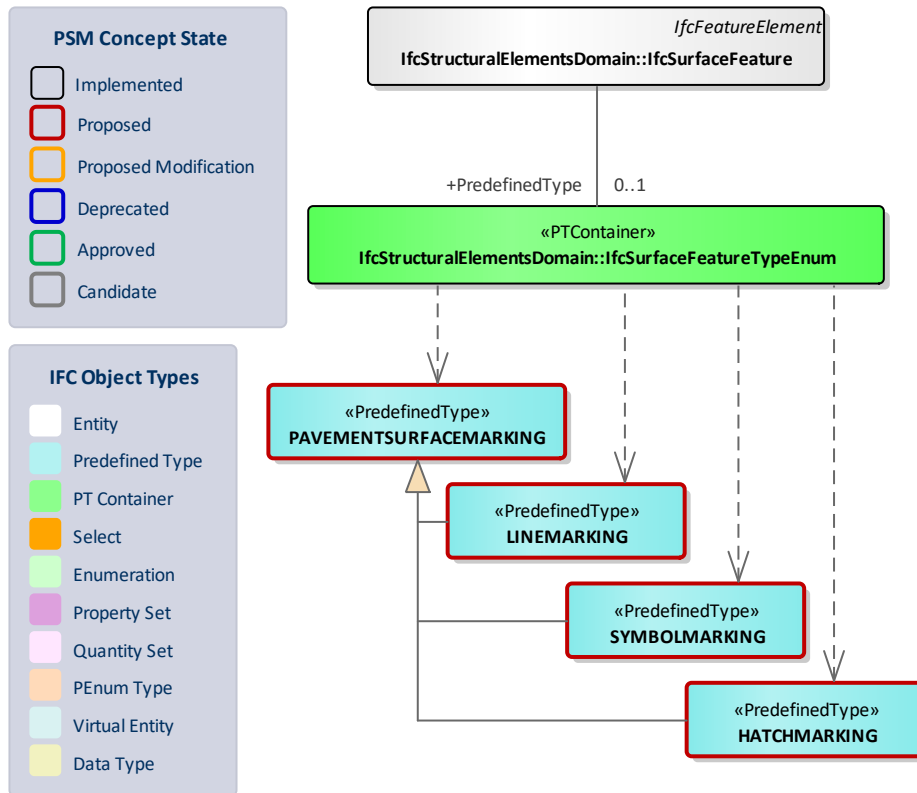 PSM Concept State
Implemented
Proposed
Proposed Modification
Deprecated
Approved
Candidate
IFC Object Types
Entity
Predefined Type
PT Container
Select
Enumeration
Property Set
Quantity Set
PEnum Type
Virtual Entity
Data Type
IfcFeatureElement
IfcStructuralElementsDomain::IfcSurfaceFeature
+PredefinedType 0..1
«PTContainer»
IfcStructuralElementsDomain::IfcSurfaceFeatureTypeEnum
«PredefinedType»
PAVEMENTSURFACEMARKING
«PredefinedType»
LINEMARKING
«PredefinedType»
SYMBOLMARKING
«PredefinedType»
HATCHMARKING